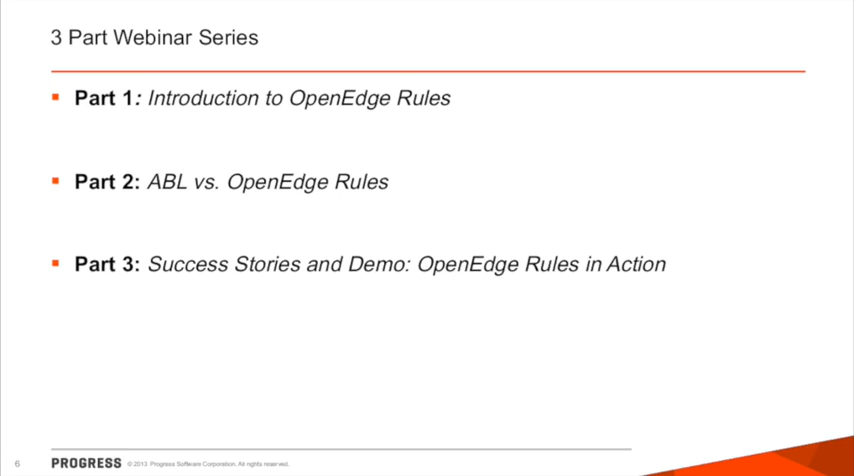 3 Part Webinar Series
Part 1: Introduction to OpenEdge Rules
Part 2: ABL vs. OpenEdge Rules
Part 3: Success Stories and Demo: OpenEdge Rules in Action
6 PROGRESS © 2013 Progress Software Corporation. All rights reserved.